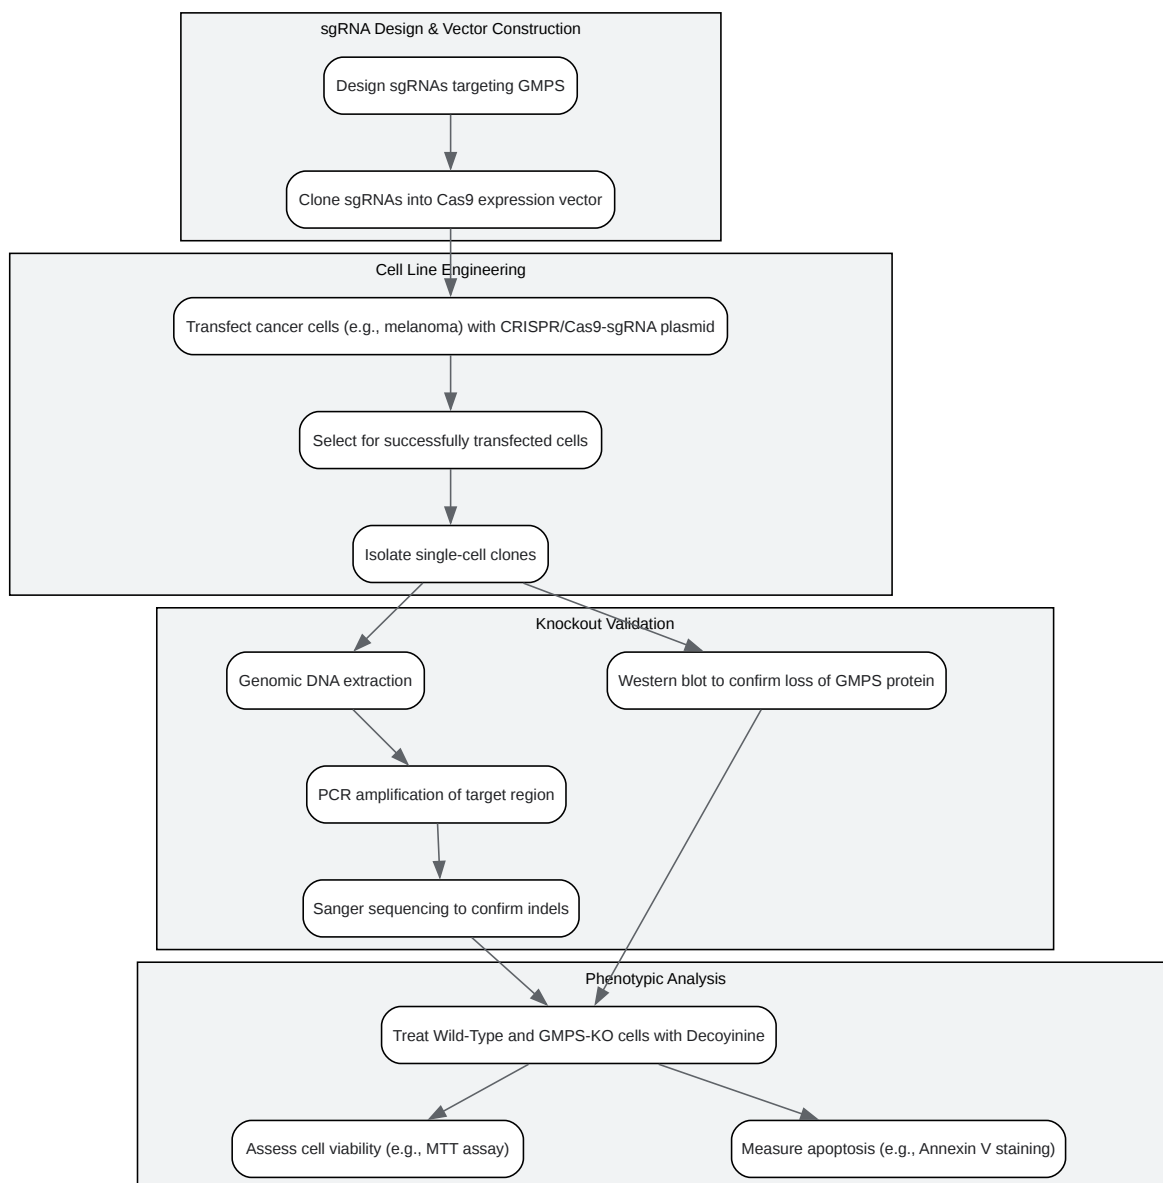 sgRNA Design & Vector Construction
Design sgRNAs targeting GMPS
Clone sgRNAs into Cas9 expression vector
Cell Line Engineering
Transfect cancer cells (e.g., melanoma) with CRISPR/Cas9-sgRNA plasmid
Select for successfully transfected cells
Isolate single-cell clones
Knockout Validation
Genomic DNA extraction
Western blot to confirm loss of GMPS protein
PCR amplification of target region
Sanger sequencing to confirm indels
Phenotypic Analysis
Treat Wild-Type and GMPS-KO cells with Decoyinine
Assess cell viability (e.g., MTT assay)
Measure apoptosis (e.g., Annexin V staining)